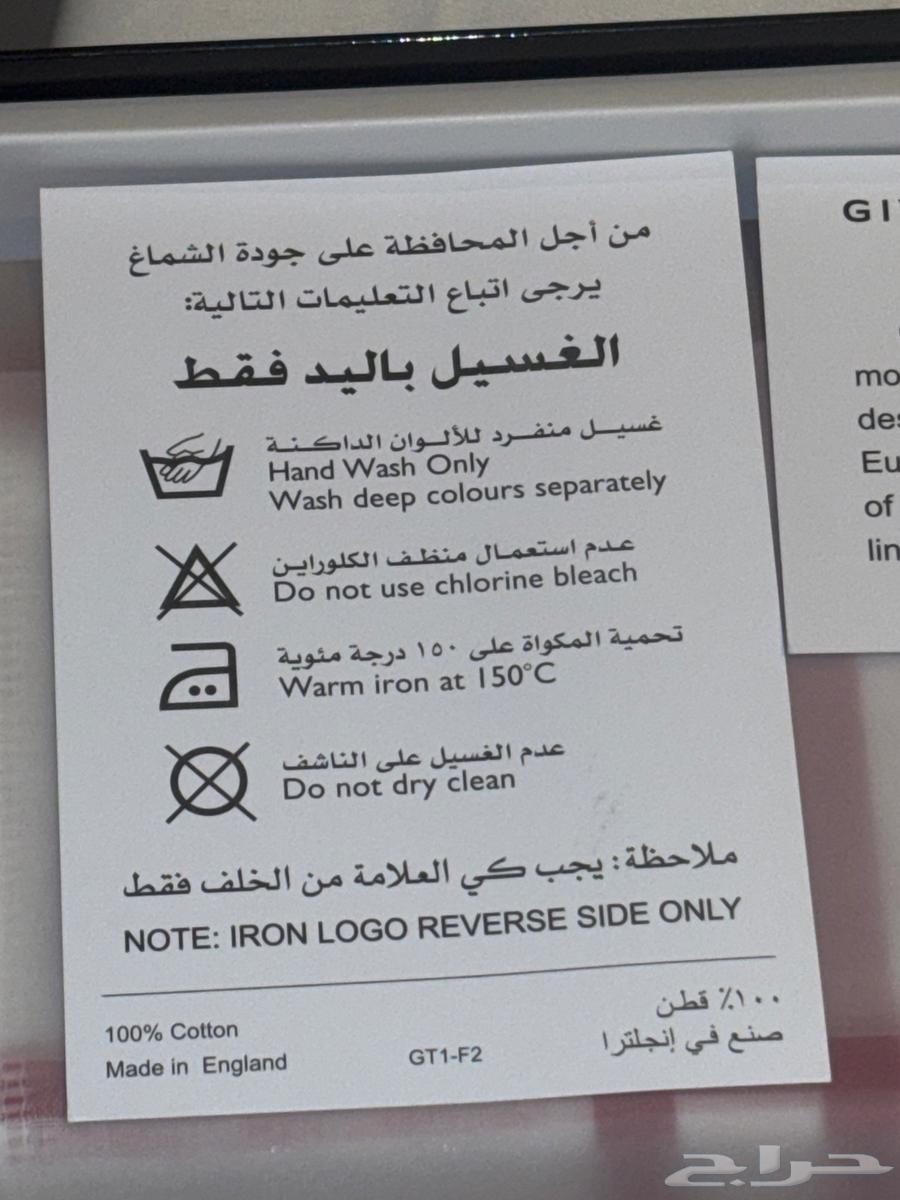 من أجل المحافظة على جودة الشماغ
يرجى اتباع التعليمات التالية:
الغسيل باليد فقط
غسيل منفرد للألوان الداكنة
Hand Wash Only
Wash deep colours separately
عدم استعمال منظف الكلوراين
Do not use chlorine bleach
تحمية المكواة على ١٥٠ درجة مئوية
Warm iron at 150°C
عدم الغسيل على الناشف
Do not dry clean
ملاحظة: يجب كي العلامة من الخلف فقط
NOTE: IRON LOGO REVERSE SIDE ONLY
١٠٠٪ قطن
صنع في إنجلترا
100% Cotton
Made in England
GT1-F2
GI
mo
des
Eu
of
lin
حراج